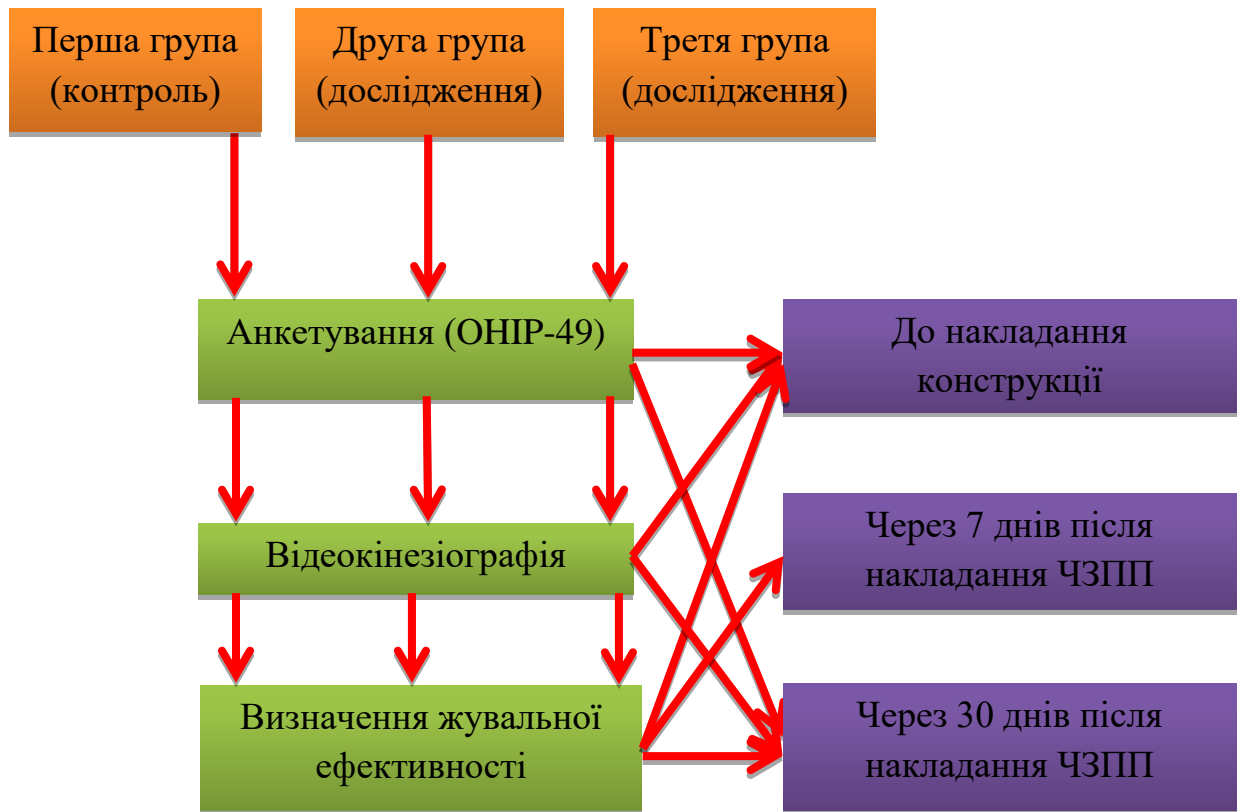 Перша група
(контроль)
Друга група
(дослідження)
Третя група
(дослідження)
Анкетування (ОНІР-49)
До накладання
конструкції
Відеокінезіографія
Через 7 днів після
накладання ЧЗПП
Визначення жувальної
ефективності
Через 30 днів після
накладання ЧЗПП